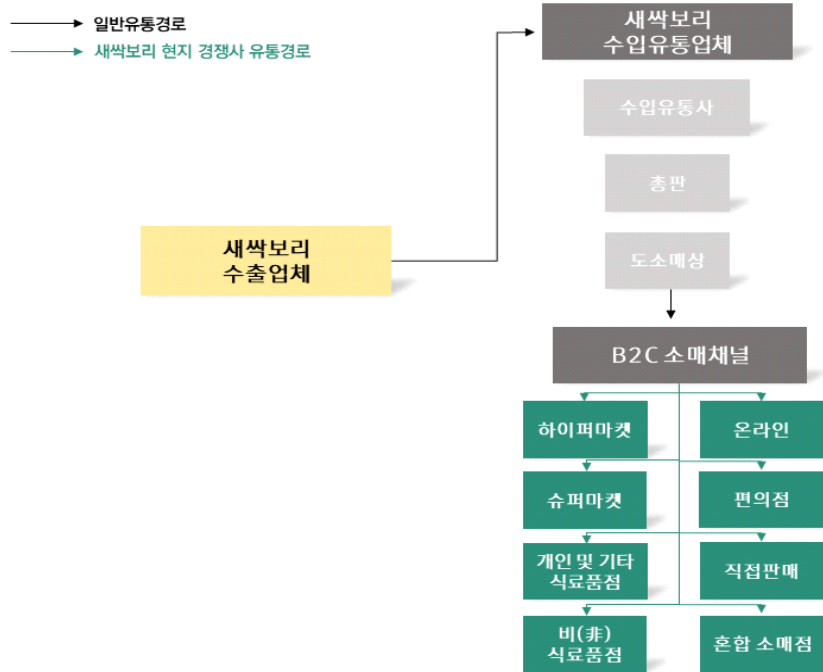 일반유통경로
새싹보리 현지 경쟁사 유통경로
새싹보리
수입유통업체
수입유통사
총판
도소매상
새싹보리
수출업체
B2C 소매채널
하이퍼마켓
온라인
슈퍼마켓
편의점
개인 및 기타
식료품점
직접판매
비(非)
식료품점
혼합 소매점